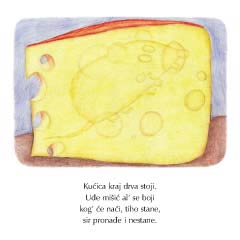 Kućica kraj drva stoji.
Uđe mišić al' se boji
kog' će naći, tiho stane,
sir pronađe i nestane.